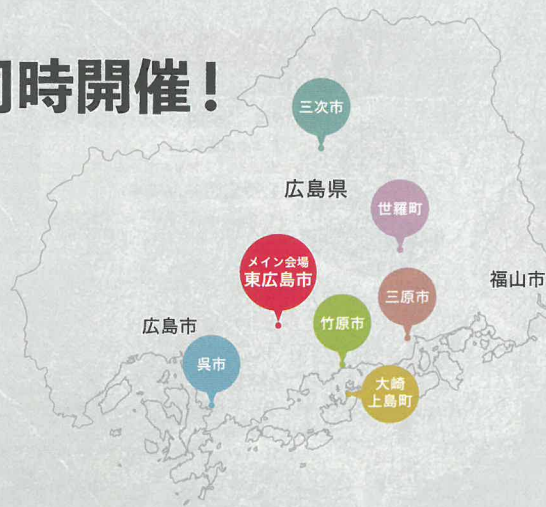 同時開催！
三次市
広島県
世羅町
メイン会場
東広島市
三原市
福山市
竹原市
広島市
呉市
大崎
上島町